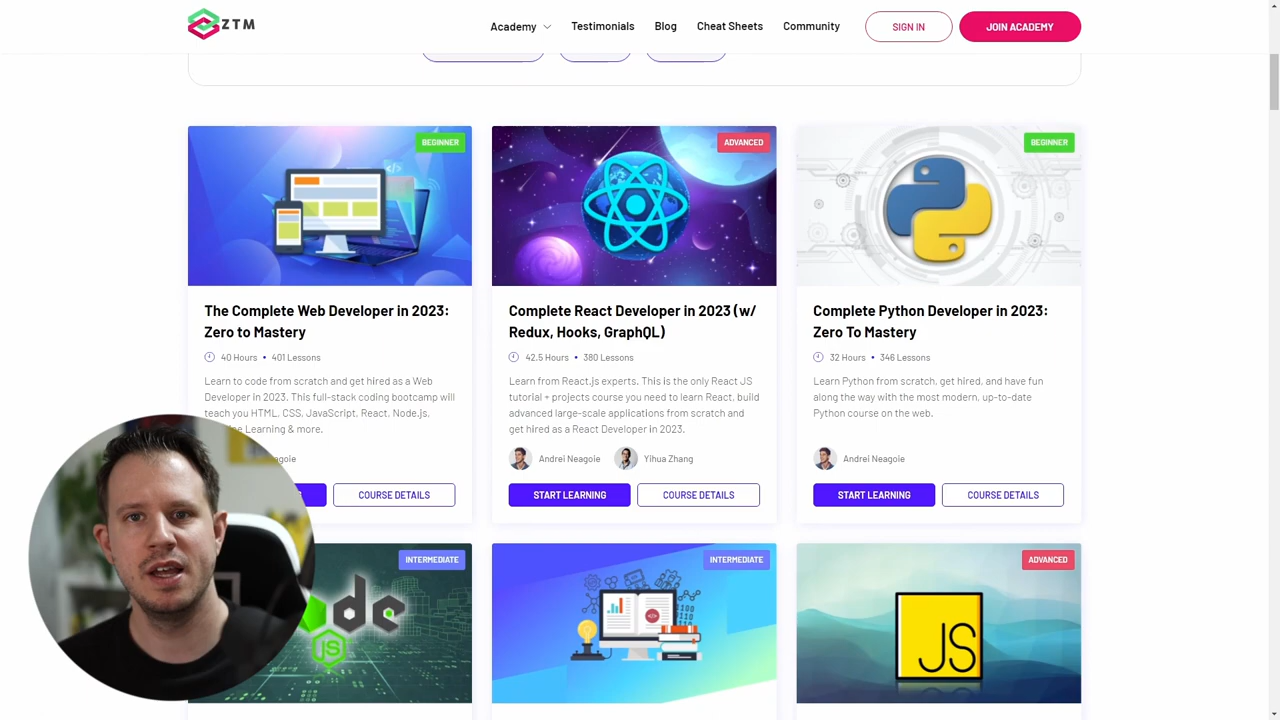 ZTM
Academy
Testimonials
Blog
Cheat Sheets
Community
SIGN IN
JOIN ACADEMY
BEGINNER
ADVANCED
BEGINNER
The Complete Web Developer in 2023:
Zero to Mastery
40 Hours • 401 Lessons
Learn to code from scratch and get hired as a Web
Developer in 2023. This full-stack coding bootcamp will
teach you HTML, CSS, JavaScript, React, Node.js,
Learning & more.
COURSE DETAILS
Complete React Developer in 2023 (w/
Redux, Hooks, GraphQL)
42.5 Hours • 380 Lessons
Learn from React.js experts. This is the only React JS
tutorial + projects course you need to learn React, build
advanced large-scale applications from scratch and
get hired as a React Developer in 2023.
Andrei Neagoie
Yihua Zhang
START LEARNING
COURSE DETAILS
Complete Python Developer in 2023:
Zero To Mastery
32 Hours • 346 Lessons
Learn Python from scratch, get hired, and have fun
along the way with the most modern, up-to-date
Python course on the web.
Andrei Neagoie
START LEARNING
COURSE DETAILS
INTERMEDIATE
INTERMEDIATE
ADVANCED
JS
JS